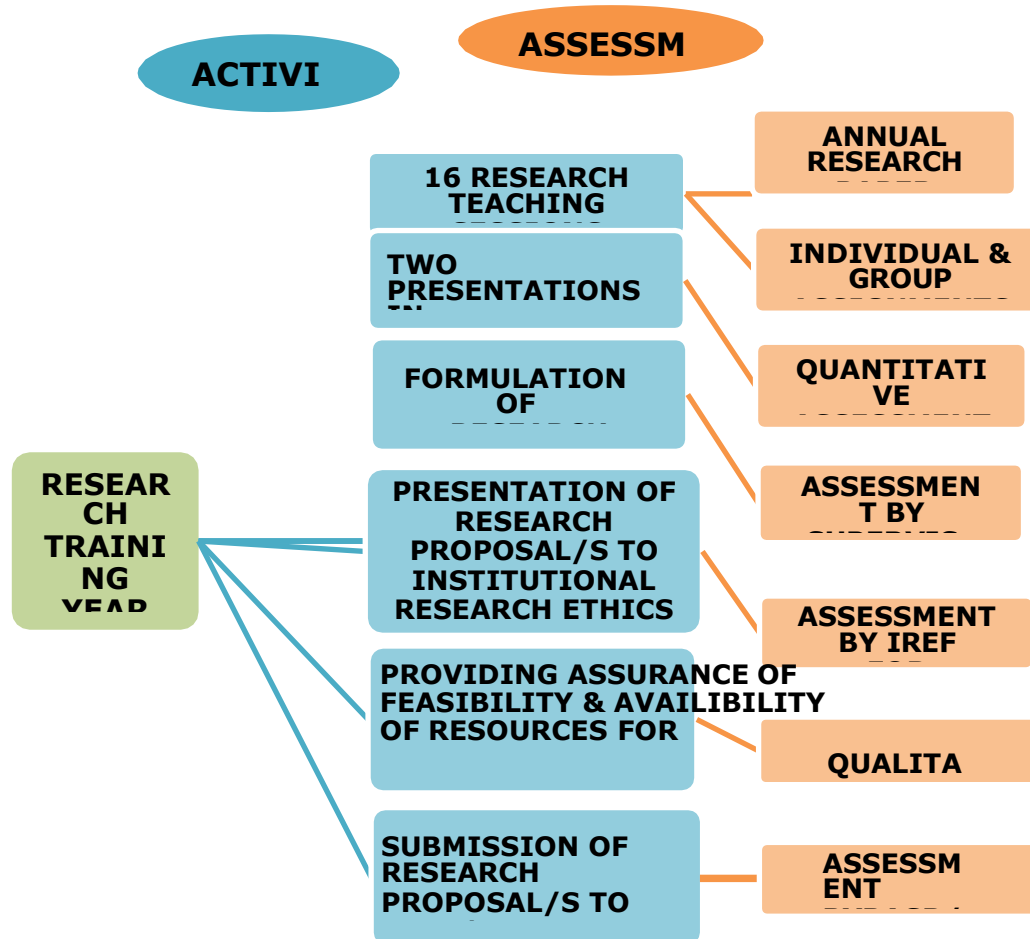 ACTIVI
ASSESSM
16 RESEARCH
TEACHING
TWO
PRESENTATIONS
FORMULATION
OF
PRESENTATION OF
RESEARCH
PROPOSAL/S TO
INSTITUTIONAL
RESEARCH ETHICS
PROVIDING ASSURANCE OF
FEASIBILITY & AVAILIBILITY
OF RESOURCES FOR
SUBMISSION OF
RESEARCH
PROPOSAL/S TO
RESEAR
CH
TRAINI
NG
YEAR
ANNUAL
RESEARCH
INDIVIDUAL &
GROUP
QUANTITATI
VE
ASSESSMEN
T BY
ASSESSMENT
BY IREF
QUALITA
ASSESSM
ENT